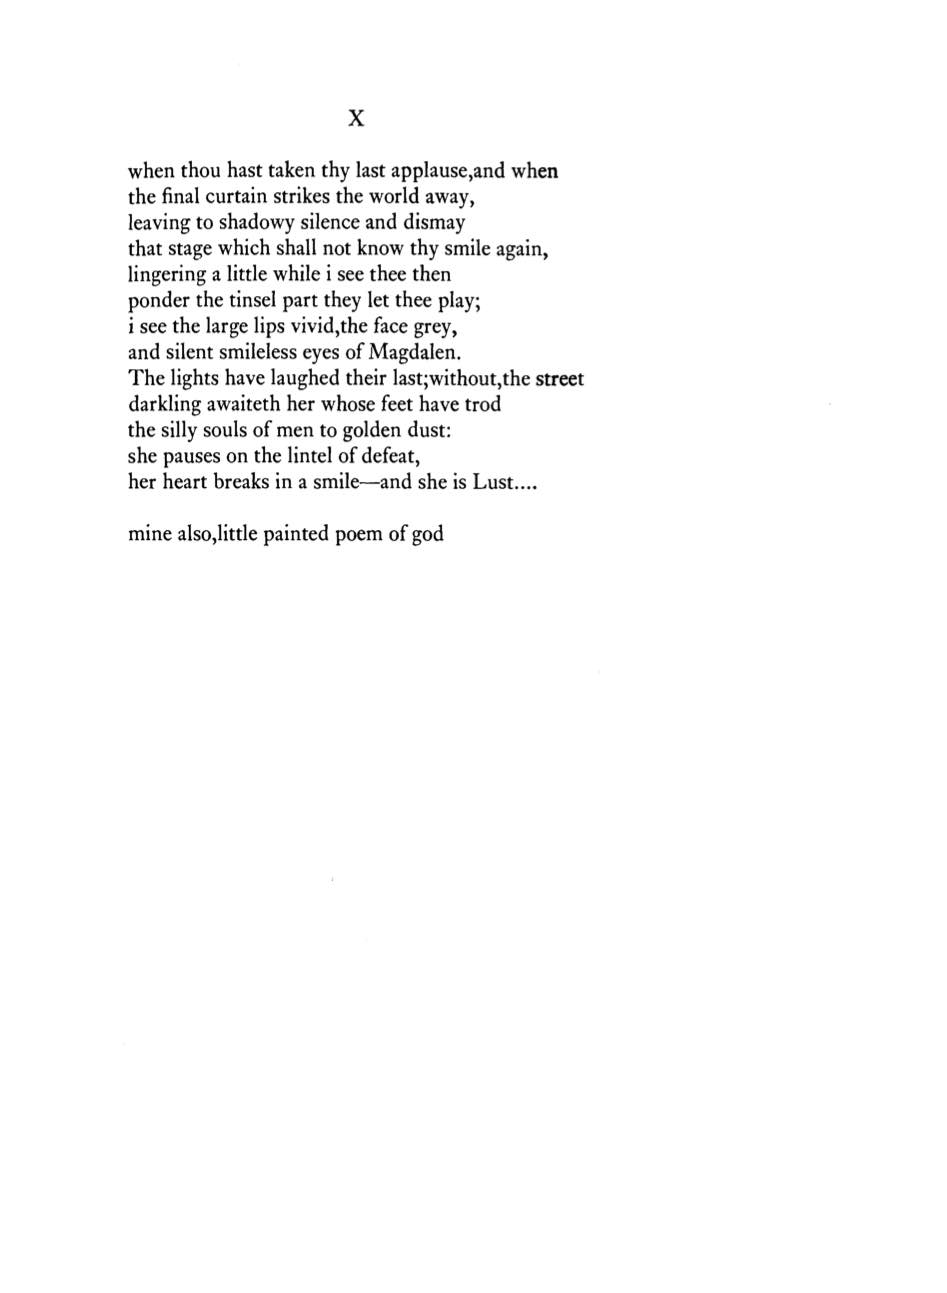 X
when thou hast taken thy last applause,and when
the final curtain strikes the world away,
leaving to shadowy silence and dismay
that stage which shall not know thy smile again,
lingering a little while i see thee then
ponder the tinsel part they let thee play;
i see the large lips vivid,the face grey,
and silent smileless eyes of Magdalen.
The lights have laughed their last;without,the street
darkling awaiteth her whose feet have trod
the silly souls of men to golden dust:
she pauses on the lintel of defeat,
her heart breaks in a smile—and she is Lust....
mine also,little painted poem of god